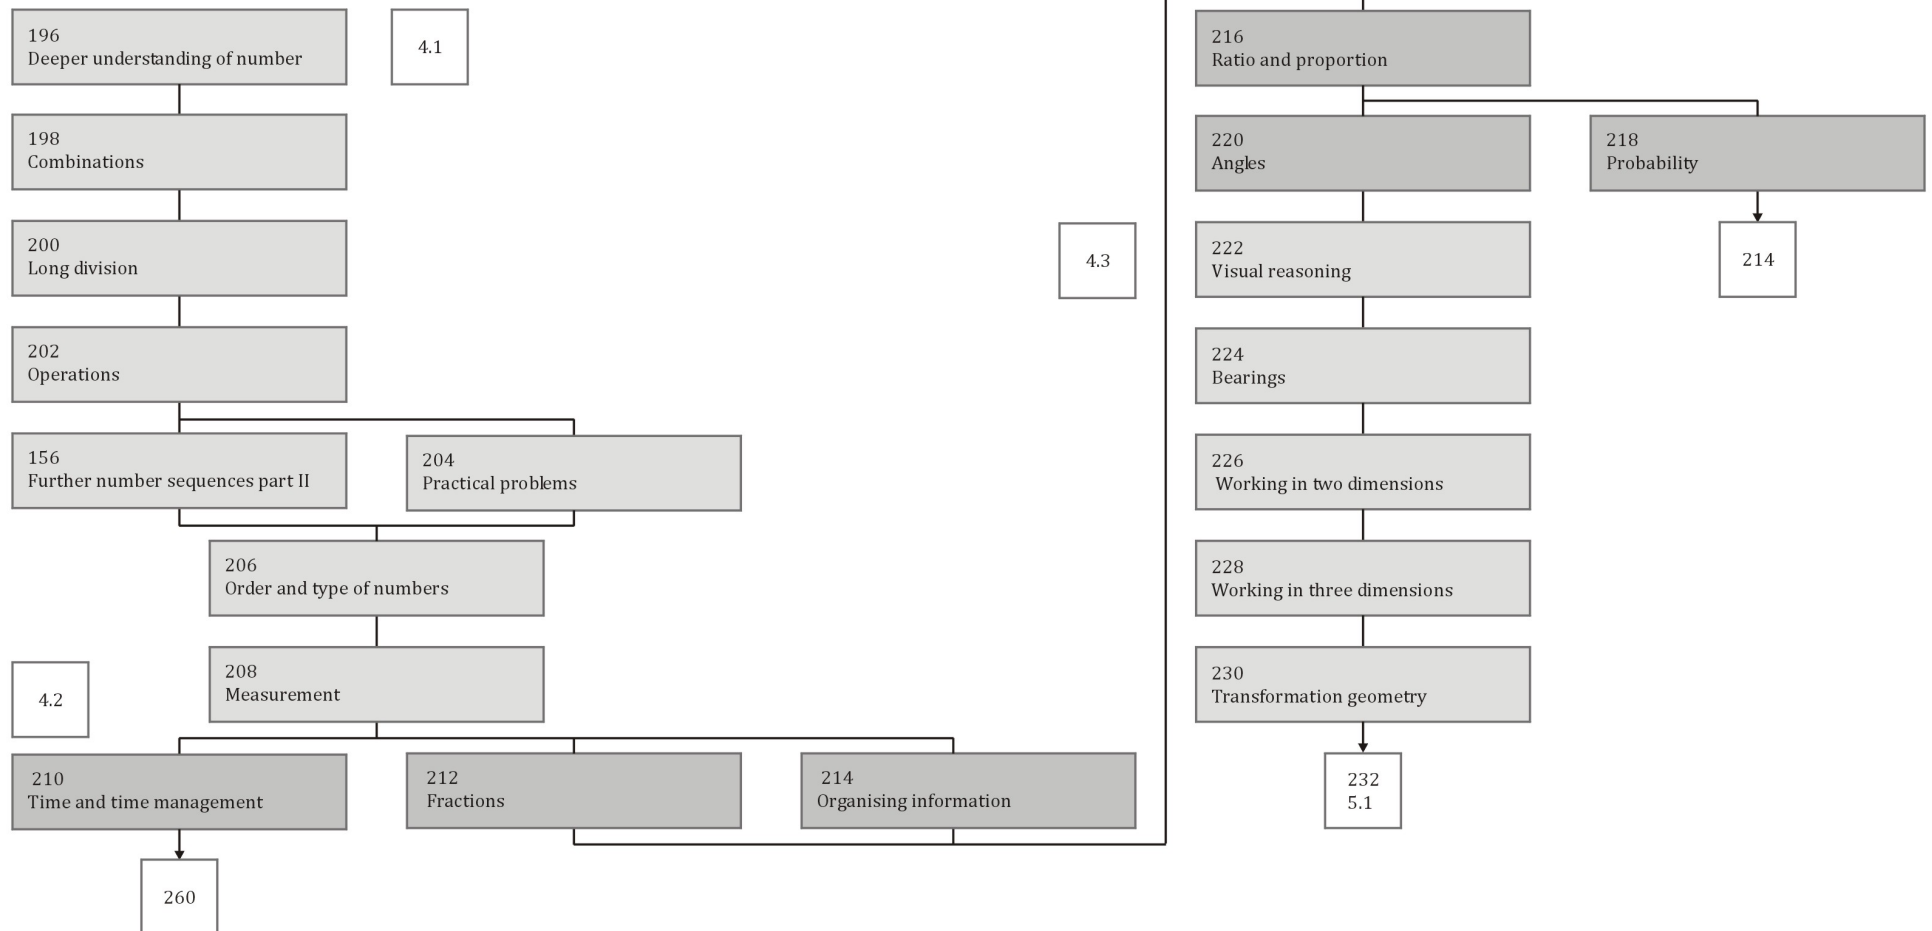 196
Deeper understanding of number
4.1
198
Combinations
200
Long division
202
Operations
156
Further number sequences part II
204
Practical problems
206
Order and type of numbers
208
Measurement
4.2
210
Time and time management
212
Fractions
214
Organising information
260
4.3
216
Ratio and proportion
220
Angles
218
Probability
222
Visual reasoning
214
224
Bearings
226
Working in two dimensions
228
Working in three dimensions
230
Transformation geometry
232
5.1